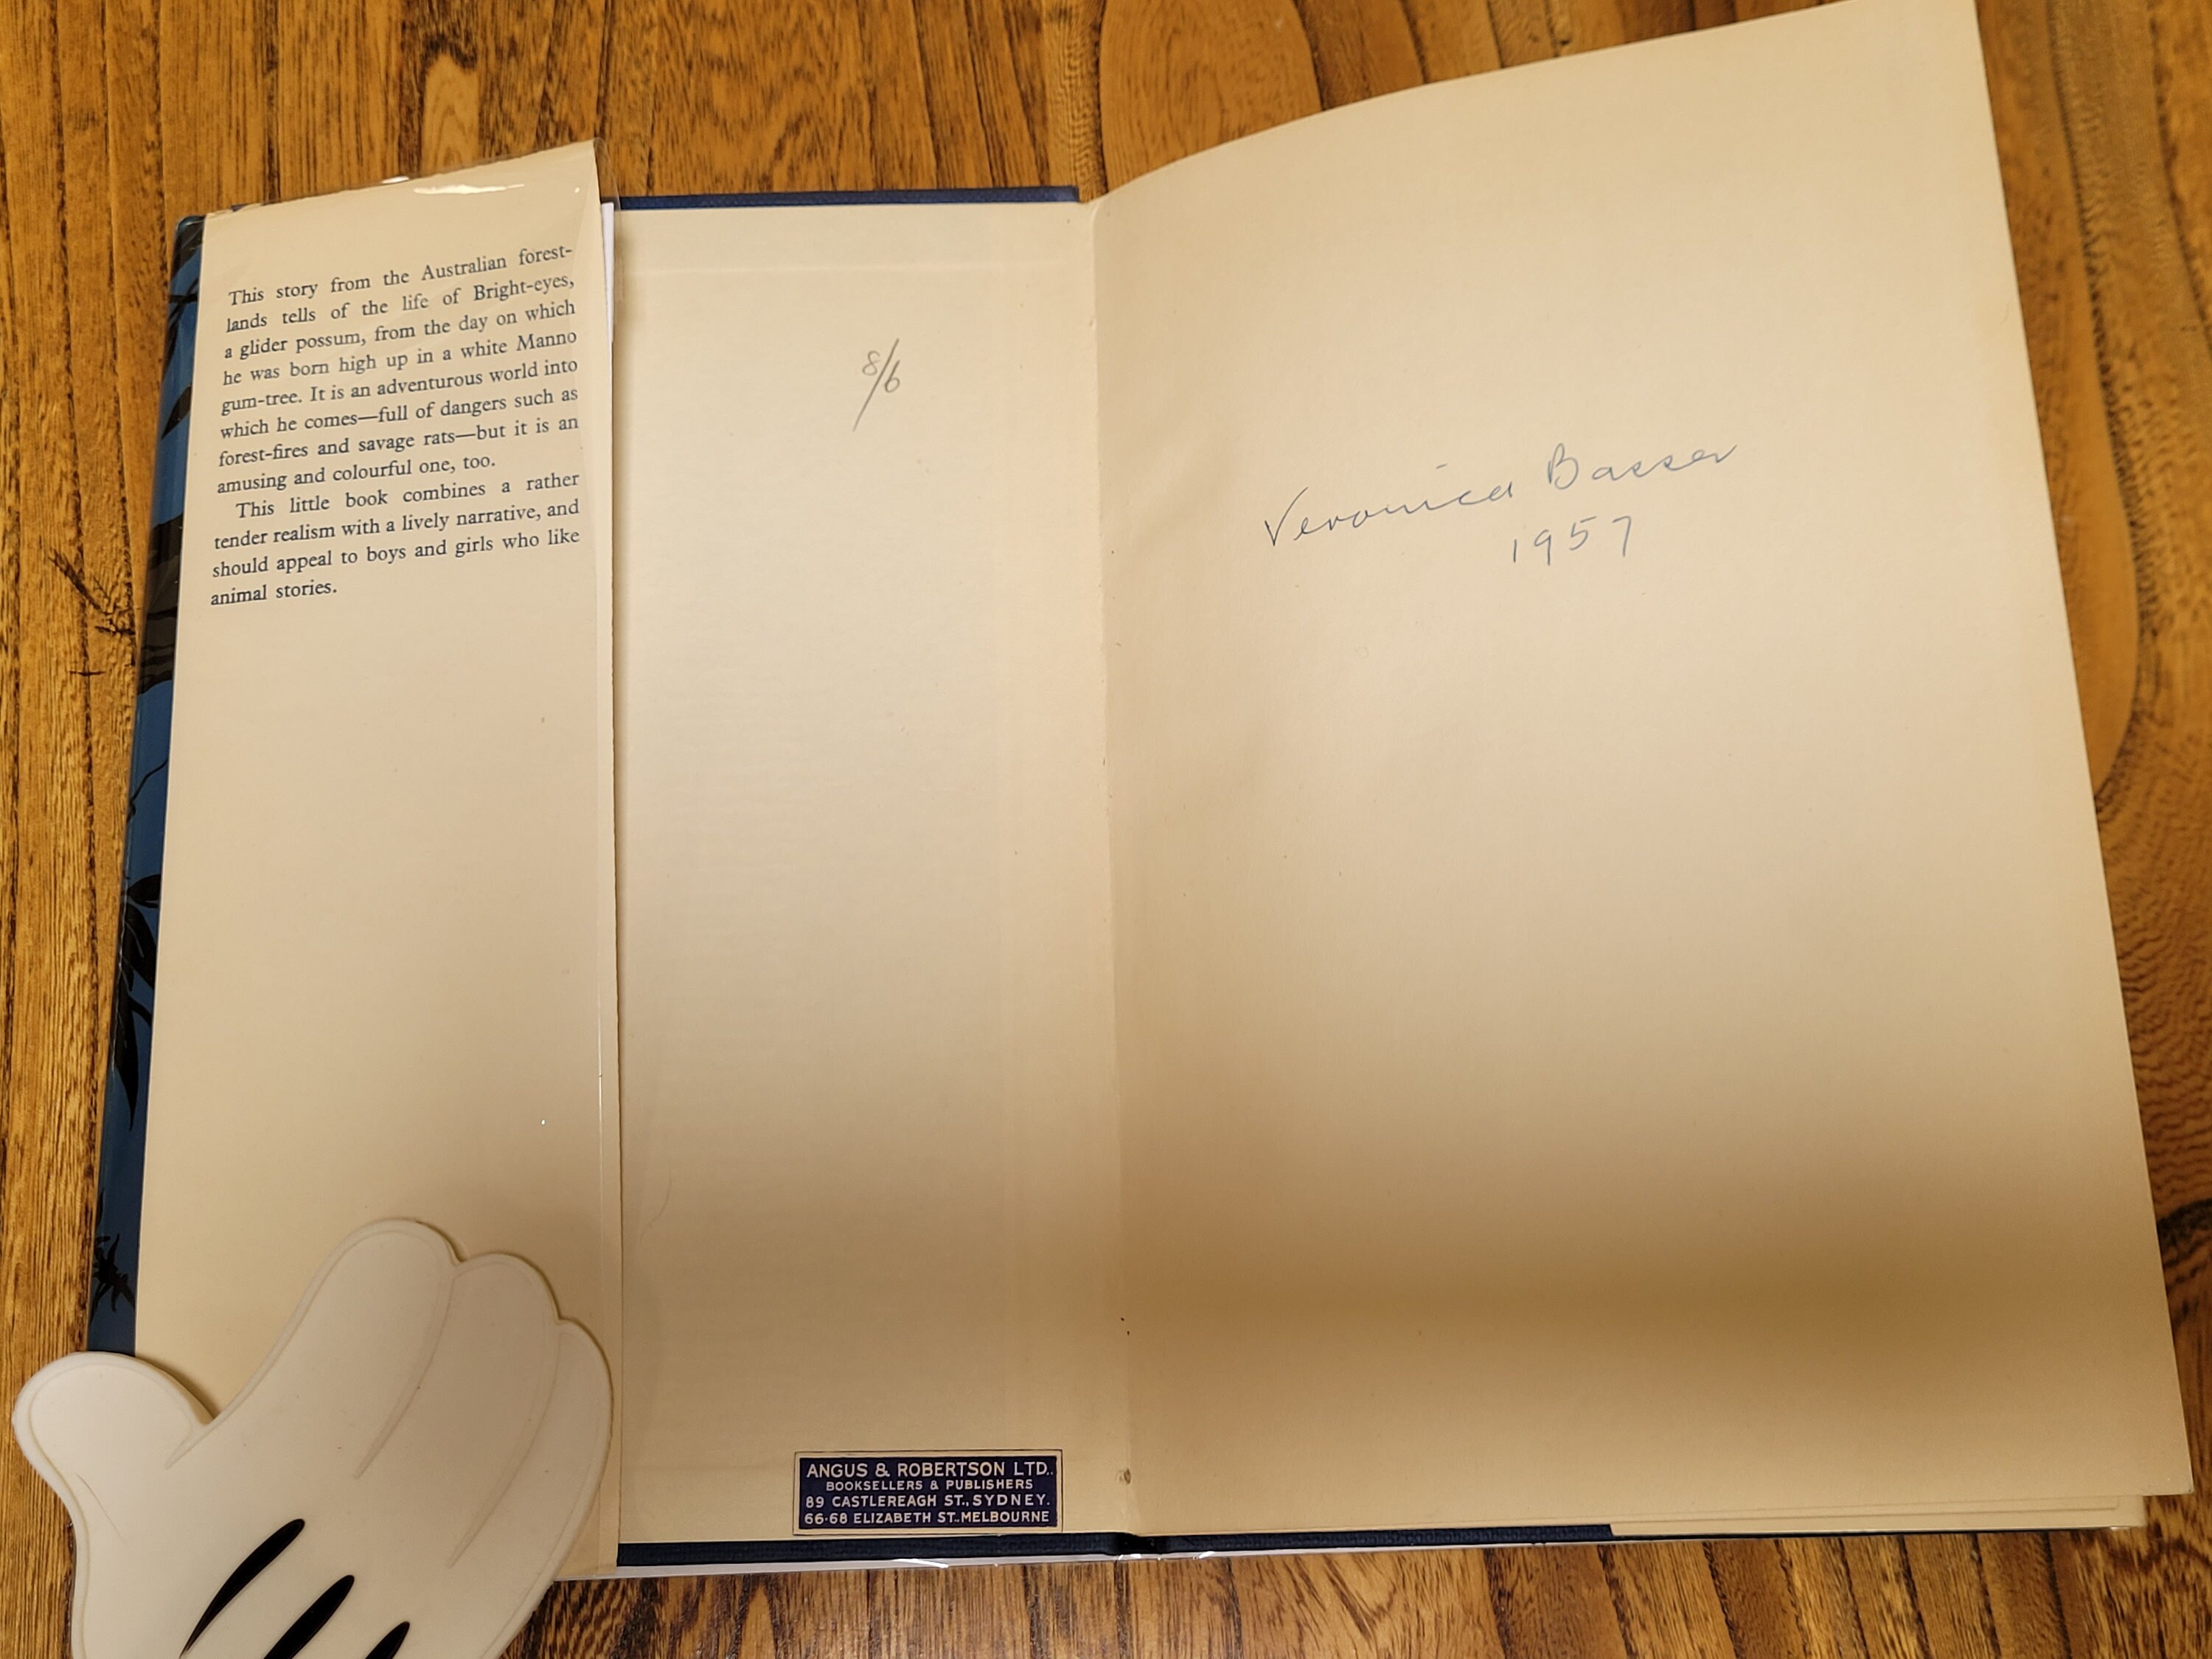 This story from the Australian forest-
lands tells of the life of Bright-eyes,
a glider possum, from the day on which
he was born high up in a white Manno
gum-tree. It is an adventurous world into
which he comes—full of dangers such as
forest-fires and savage rats—but it is an
amusing and colourful one, too.
This little book combines a rather
tender realism with a lively narrative, and
should appeal to boys and girls who like
animal stories.
8/6
ANGUS & ROBERTSON LTD.
BOOKSELLERS & PUBLISHERS
89 CASTLEREAGH ST., SYDNEY.
66-68 ELIZABETH ST. MELBOURNE
Veronica Basser
1957